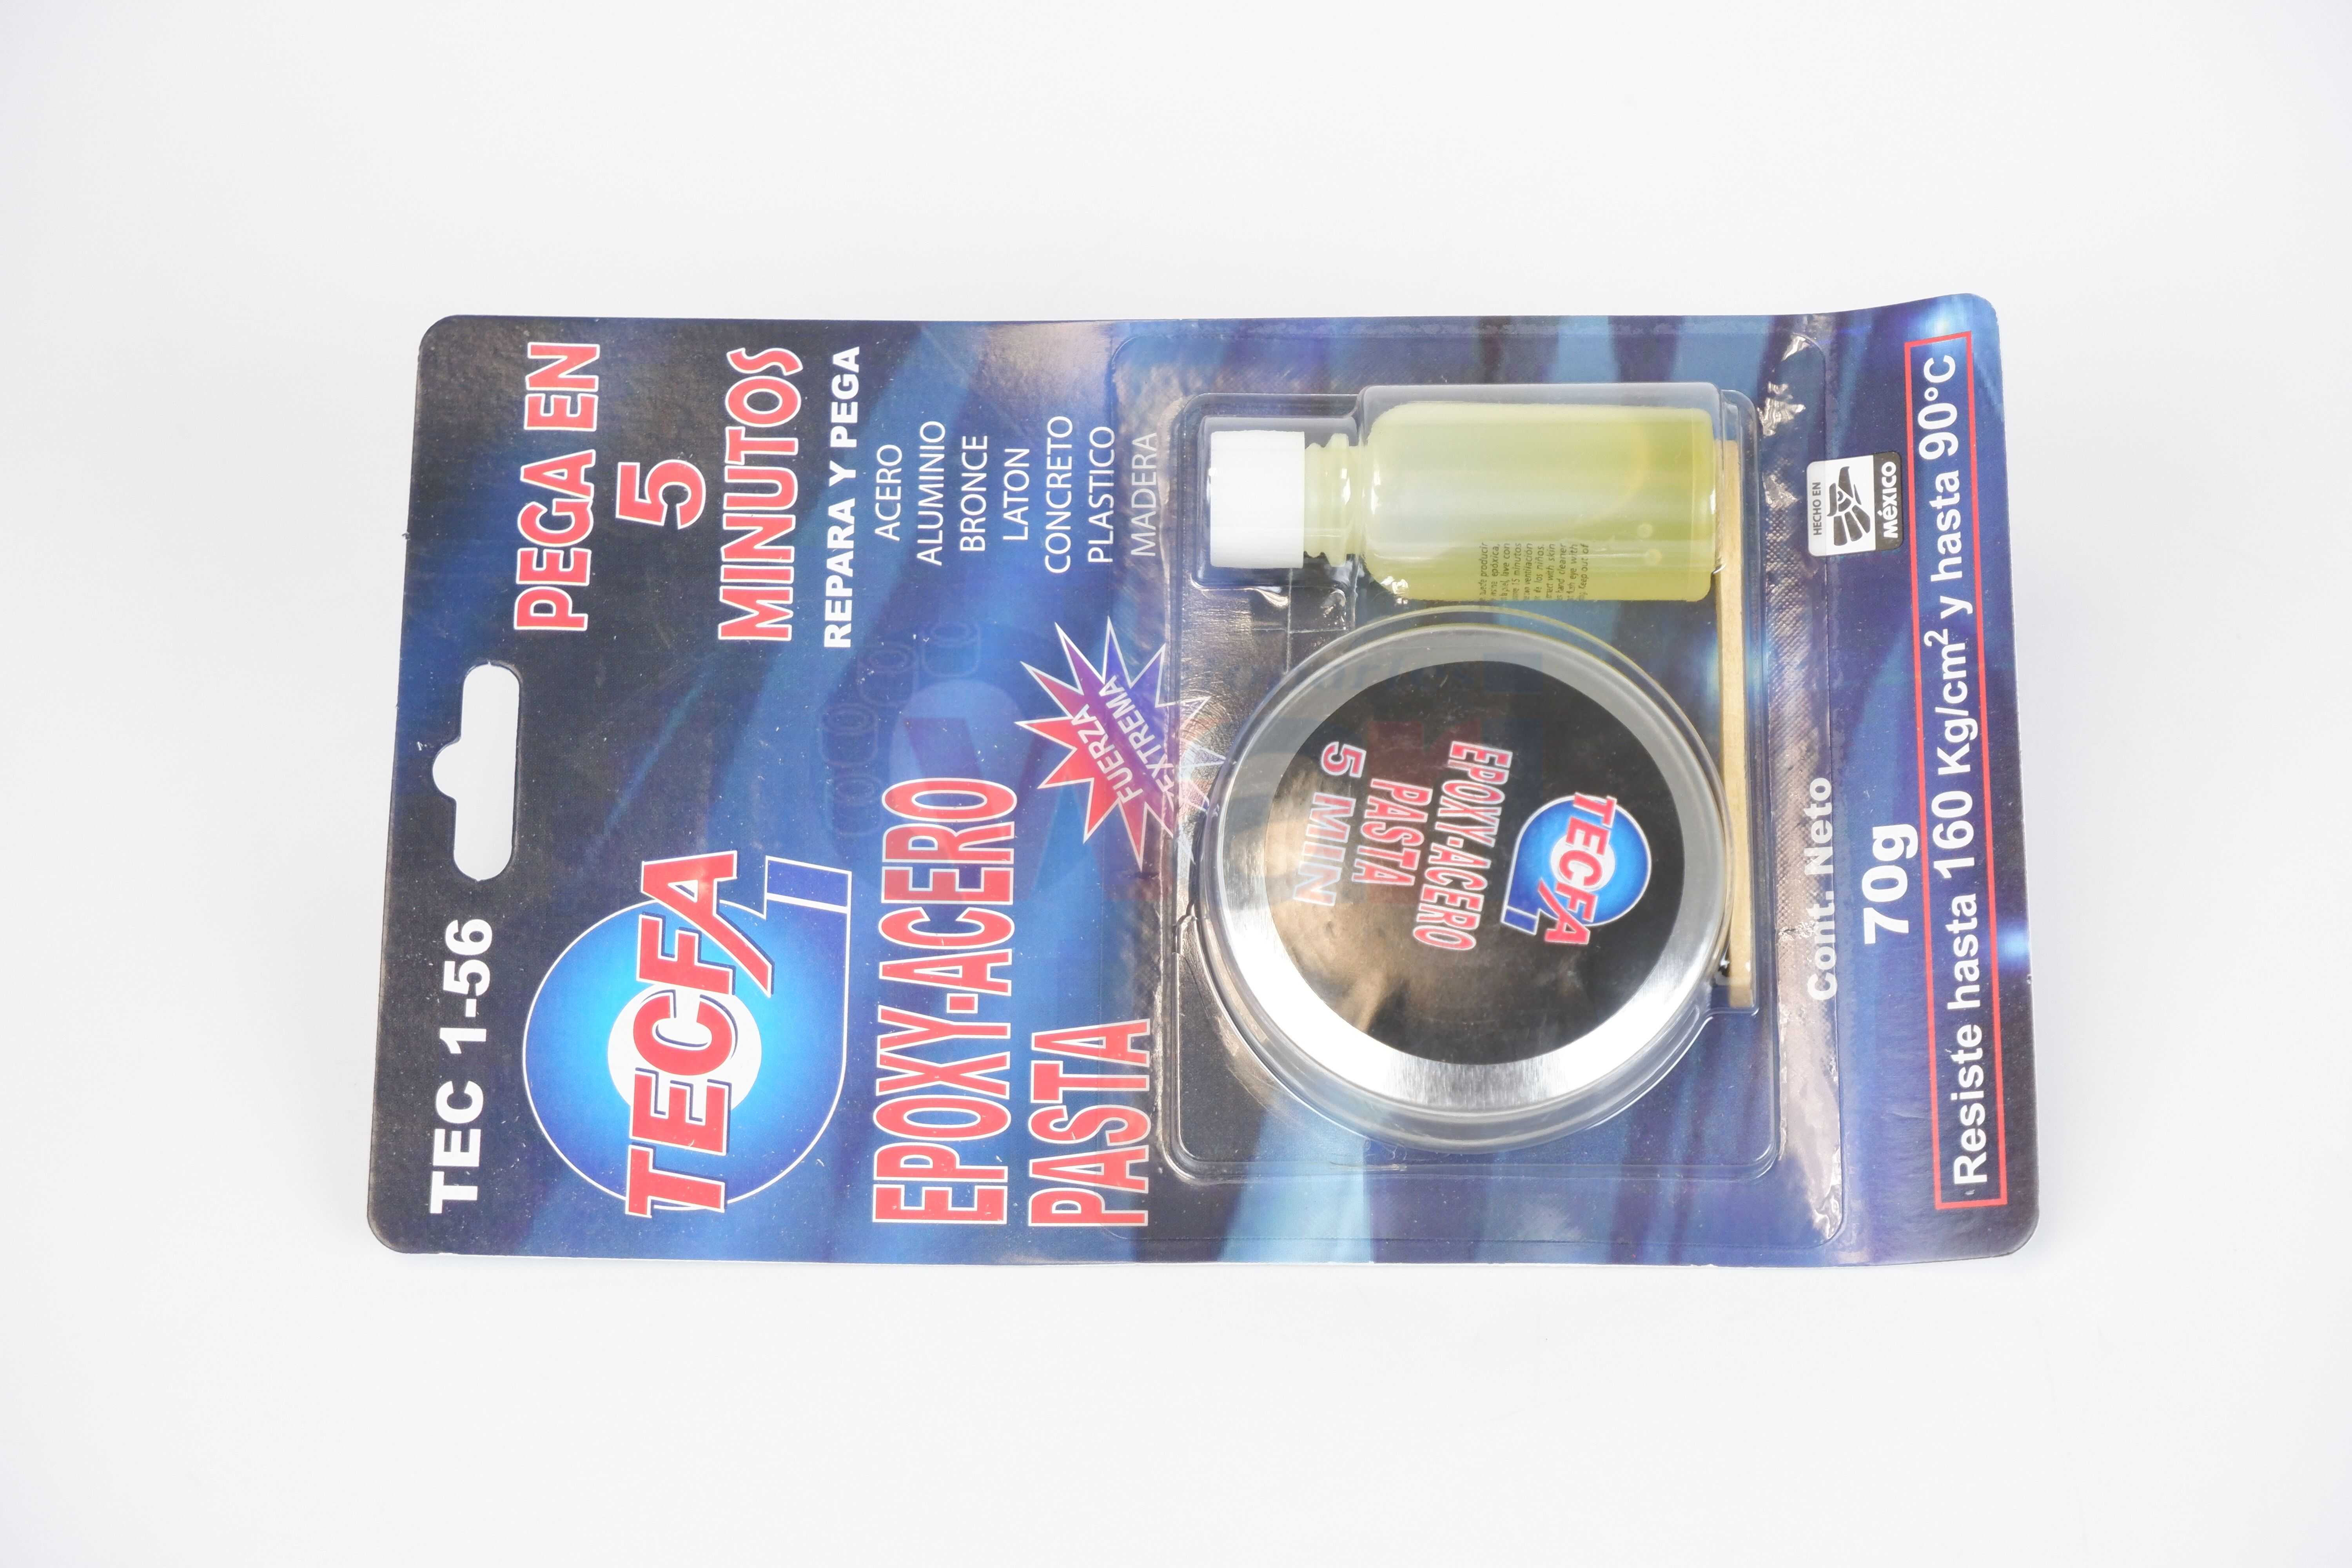 TEC 1-56
PEGA EN
5
MINUTOS
TECFA
REPARA Y PEGA
ACERO
ALUMINIO
BRONCE
LATON
CONCRETO
PLASTICO
MADERA
EPOXY-ACERO
PASTA
FUERZA
EXTREMA
TECFA
EPOXY-ACERO
PASTA
5 MIN
HECHO EN
MéXICO
Cont. Neto
70g
Resiste hasta 160 Kg/cm² y hasta 90°C